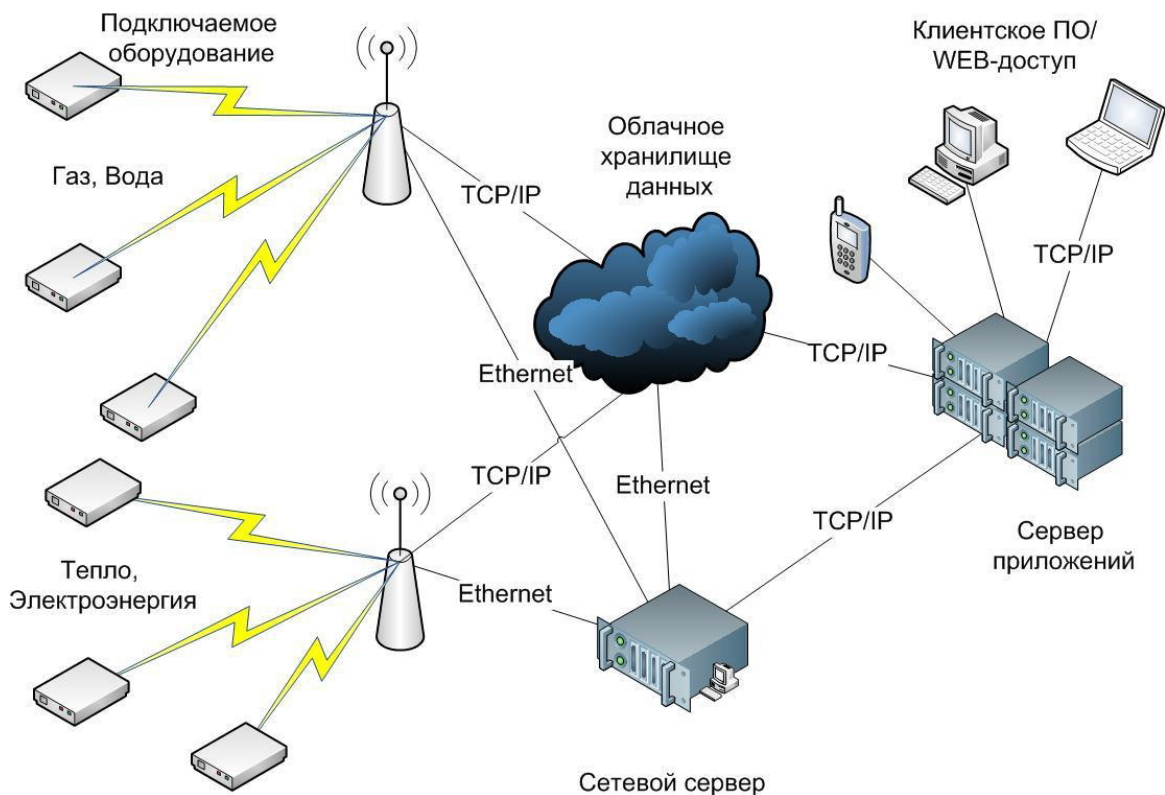 Подключаемое
оборудование
Клиентское ПО/
WEB-доступ
Облачное
хранилище
данных
Газ, Вода
TCP/IP
TCP/IP
TCP/IP
Ethernet
TCP/IP
Ethernet
TCP/IP
Сервер
приложений
Тепло,
Электроэнергия
Ethernet
Сетевой сервер